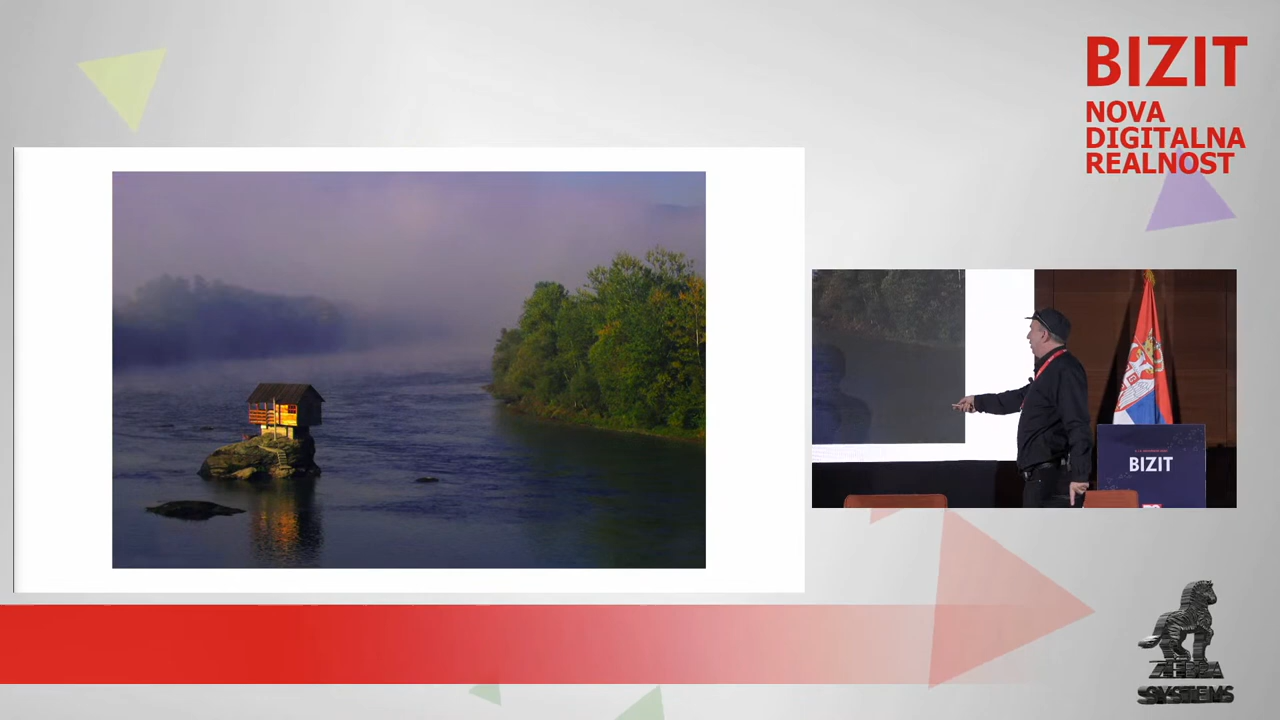 BIZIT
NOVA
DIGITALNA
REALNOST
BIZIT
SYSTEMS